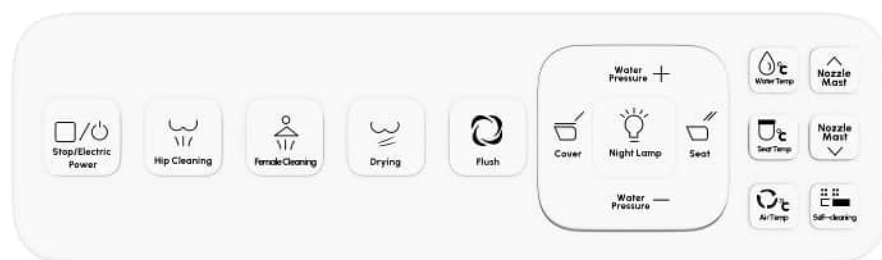 Water
Pressure +
℃
Water Temp
Nozzle
Mast
Stop/Electric
Power
Hip Cleaning
Female Cleaning
Drying
Flush
Cover
Night Lamp
Seat
℃
Seat Temp
Nozzle
Mast
Water
Pressure —
℃
Air Temp
Self-cleaning